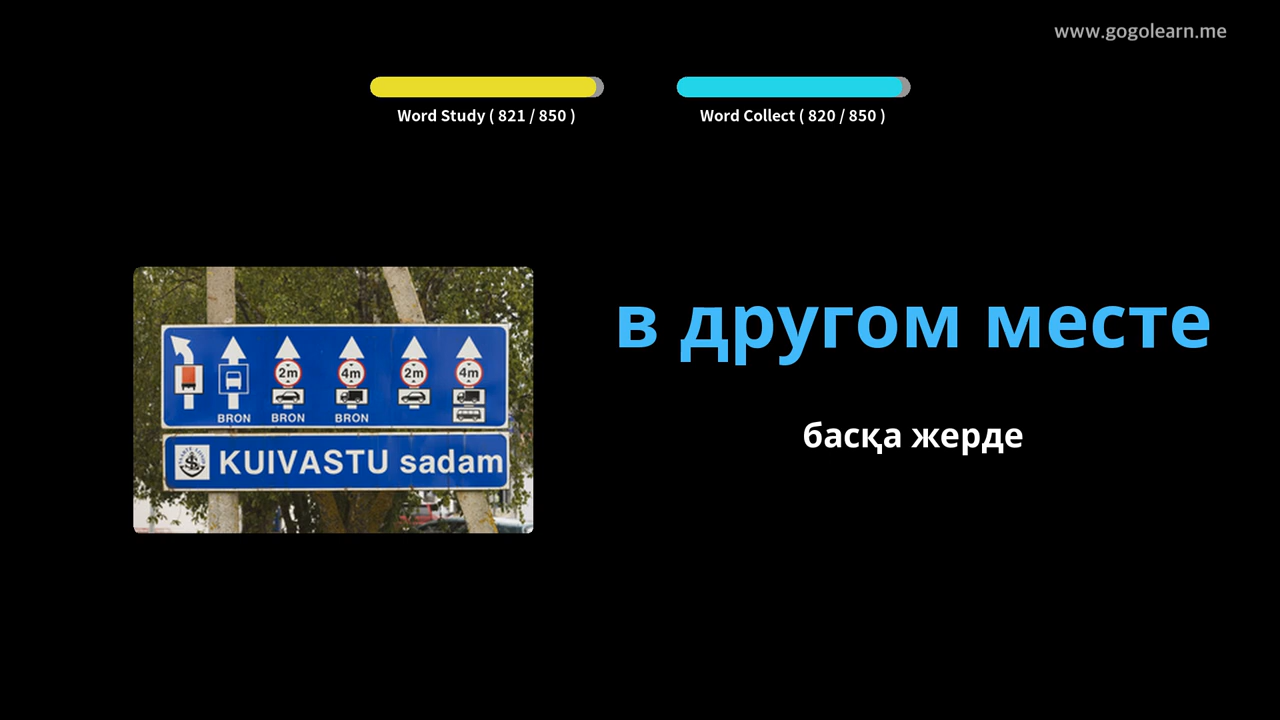 www.gogolearn.me
Word Study ( 821 / 850 )
Word Collect ( 820 / 850 )
в другом месте
басқа жерде
2m 4m 2m 4m
BRON BRON BRON
KUIVASTU sadam